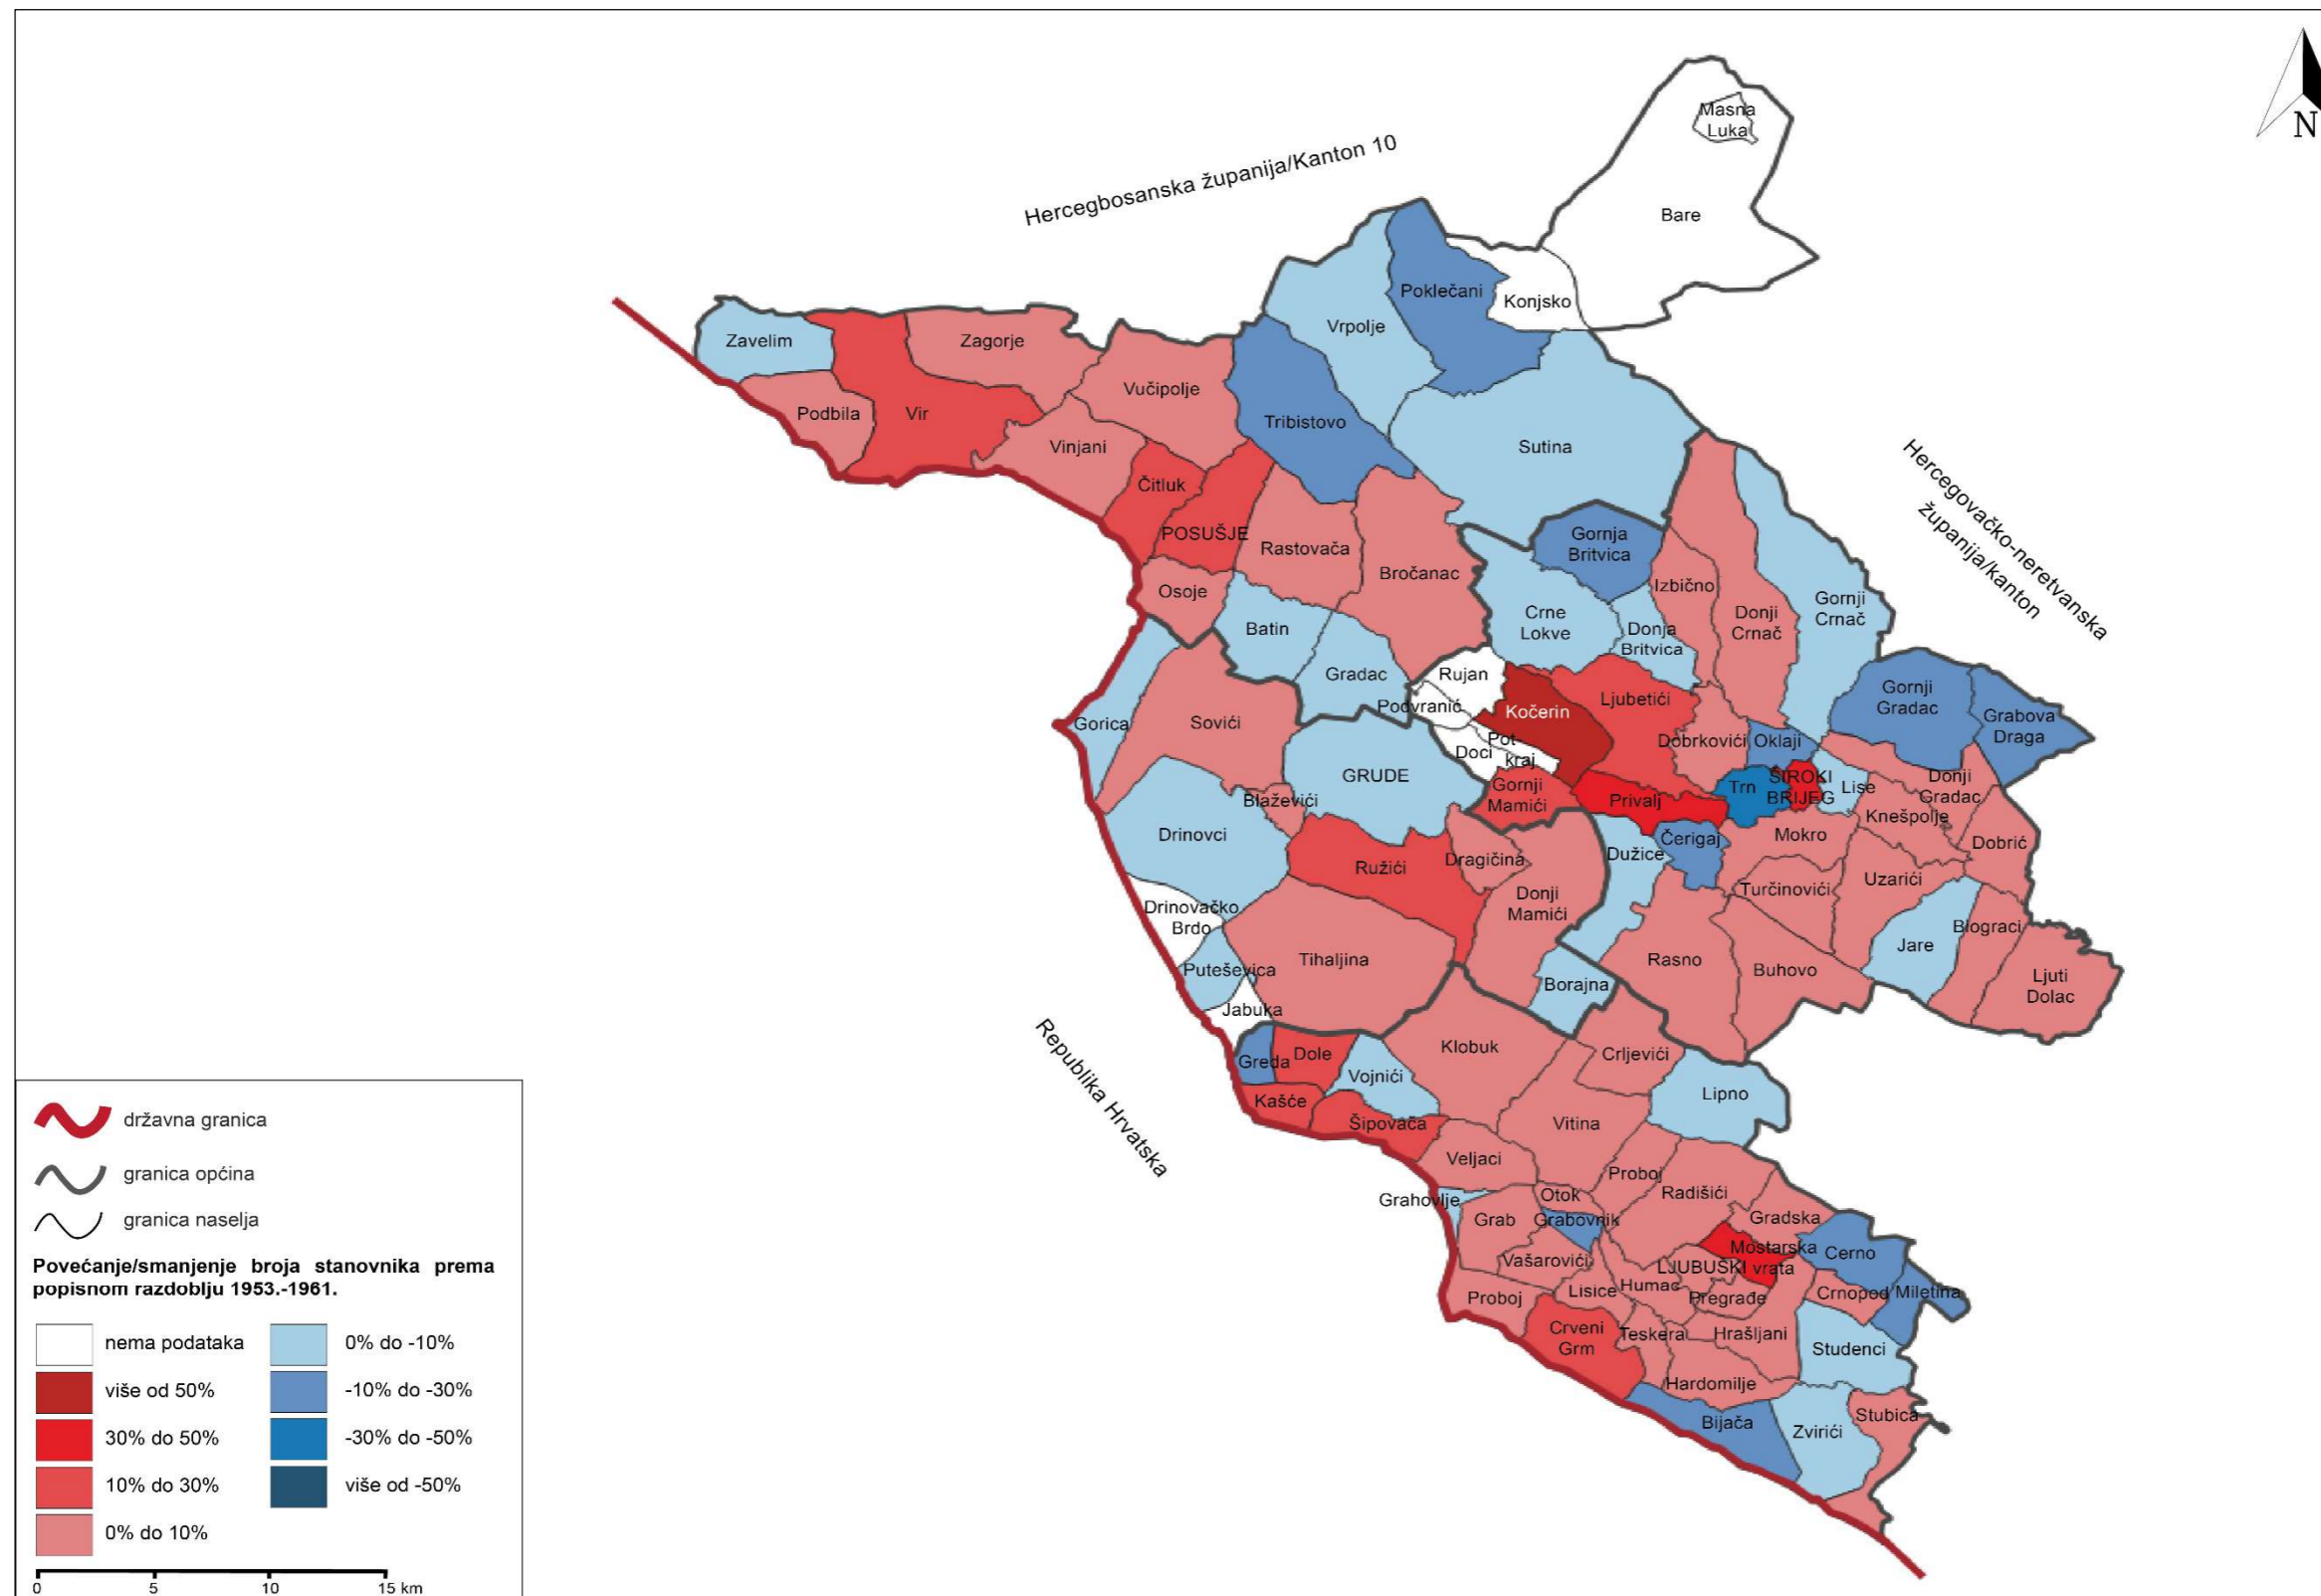 Masna
Luka
Hercegbosanska županija/Kanton 10
Bare
Poklečani
Konjsko
Vrpolje
Zavelim
Zagorje
Vučipolje
Podbila
Vir
Tribistovo
Vinjani
Sutina
Hercegovačko-neretvanska
županija/kanton
Čitluk
POSUŠJE
Rastovača
Gornja
Britvica
Bročanac
Izbično
Osoje
Crne
Lokve
Donji
Crnač
Gornji
Crnač
Batin
Donja
Britvica
Gradac
Rujan
Podvranić
Kočerin
Ljubetići
Gornji
Gradac
Grabova
Draga
Gorica
Sovići
Dobrkovići
Oklaji
Doci
Pot-
kraj
GRUDE
Gornji
Mamići
Privalj
Trn
ŠIROKI
BRIJEG
Lise
Donji
Gradac
Knešpolje
Blaževići
Drinovci
Dužice
Čerigaj
Mokro
Dobrić
Ružići
Dragičina
Donji
Mamići
Turčinovići
Uzarići
Drinovačko
Brdo
Blograci
Jare
Puteševica
Tihaljina
Borajna
Rasno
Buhovo
Ljuti
Dolac
Jabuka
Republika Hrvatska
Greda
Dole
Vojnići
Klobuk
Crljevići
Kašće
Šipovača
Lipno
Vitina
Veljaci
Proboj
Radišići
Grahovlje
Otok
Grab
Grabovnik
Gradska
Mostarska
vrata
Cerno
Vašarovići
LJUBUŠKI
Lisice
Humac
Pregrađe
Crnopod
Miletina
Proboj
Crveni
Grm
Teskera
Hrašljani
Studenci
Hardomilje
Bijača
Zvirići
Stubica
N
državna granica
granica općina
granica naselja
Povećanje/smanjenje broja stanovnika prema
popisnom razdoblju 1953.-1961.
nema podataka
0% do -10%
više od 50%
-10% do -30%
30% do 50%
-30% do -50%
10% do 30%
više od -50%
0% do 10%
0 5 10 15 km